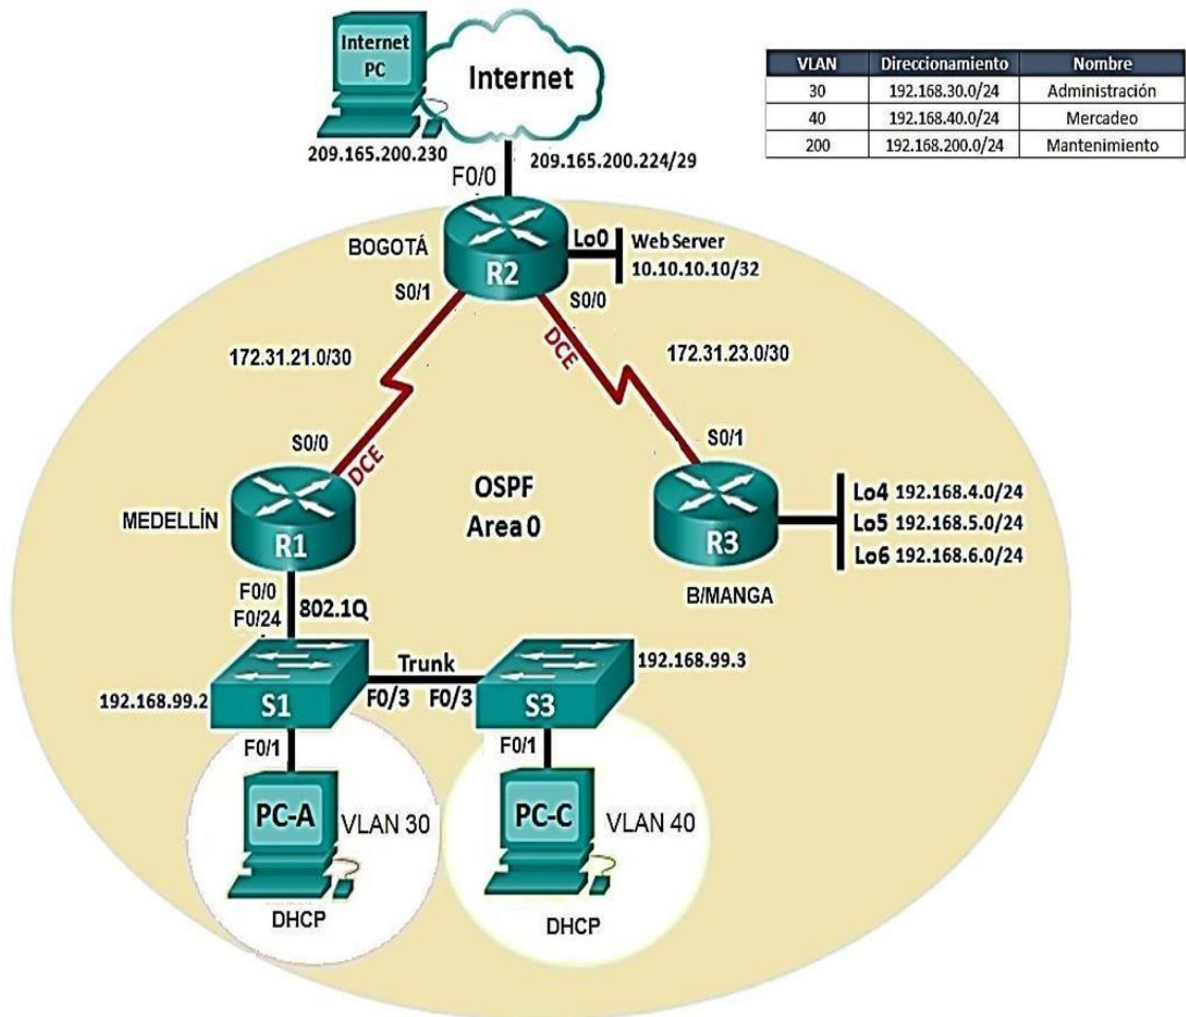 Internet
PC
Internet
209.165.200.230
209.165.200.224/29
F0/0
VLAN Direccionamiento Nombre
30 192.168.30.0/24 Administración
40 192.168.40.0/24 Mercadeo
200 192.168.200.0/24 Mantenimiento
BOGOTÁ
R2
Lo0
Web Server
10.10.10.10/32
S0/1
S0/0
DCE
172.31.21.0/30
172.31.23.0/30
S0/0
DCE
S0/1
OSPF
Area 0
MEDELLÍN
R1
R3
B/MANGA
Lo4 192.168.4.0/24
Lo5 192.168.5.0/24
Lo6 192.168.6.0/24
F0/0
F0/24
802.1Q
192.168.99.2
S1
Trunk
F0/3 F0/3
S3
192.168.99.3
F0/1
F0/1
PC-A
VLAN 30
DHCP
PC-C
VLAN 40
DHCP